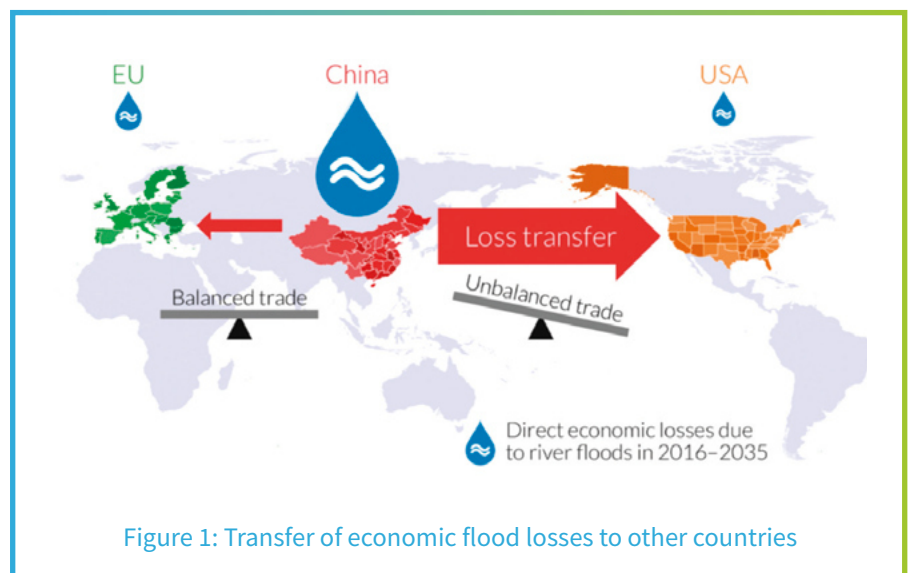 EU
China
USA
Loss transfer
Balanced trade
Unbalanced trade
Direct economic losses due
to river floods in 2016–2035
Figure 1: Transfer of economic flood losses to other countries